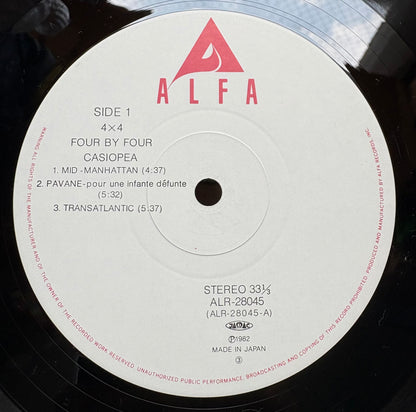 ALFA
SIDE 1
4×4
FOUR BY FOUR
CASIOPEA
1. MID-MANHATTAN (4:37)
2. PAVANE-pour une infante défunte
(5:32)
3. TRANSATLANTIC (5:37)
STEREO 33⅓
ALR-28045
(ALR-28045-A)
JASRAC
Ⓟ1982
MADE IN JAPAN
③
WARNING: ALL RIGHTS OF THE MANUFACTURER AND OF THE OWNER OF THE RECORDED WORK RESERVED. UNAUTHORIZED PUBLIC PERFORMANCE, BROADCASTING AND COPYING OF THIS RECORD PROHIBITED. PRODUCED AND MANUFACTURED BY ALFA RECORDS, INC.